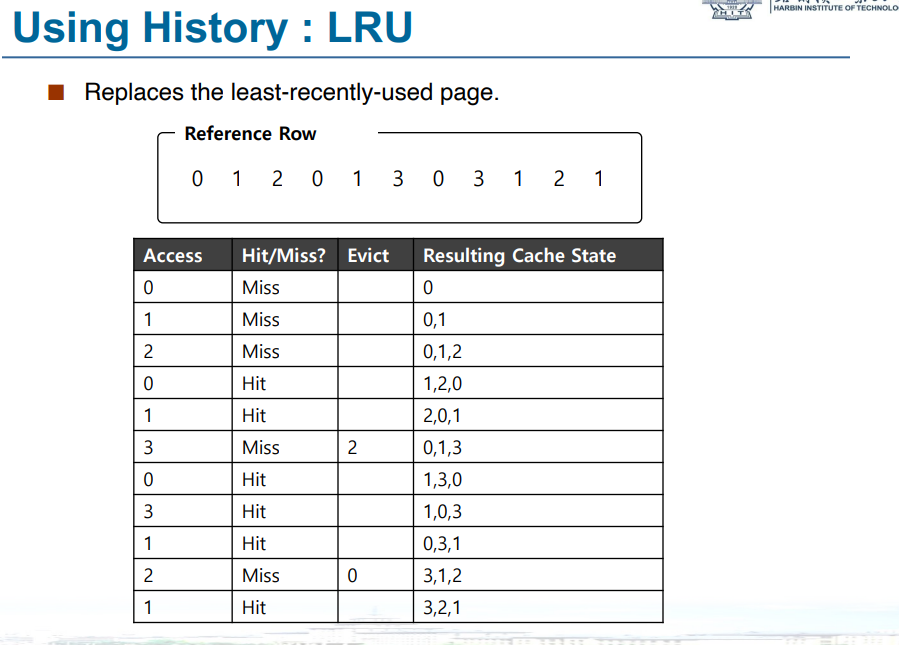 Using History : LRU
HARBIN INSTITUTE OF TECHNOLO
Replaces the least-recently-used page.
Reference Row
0 1 2 0 1 3 0 3 1 2 1
Access Hit/Miss? Evict Resulting Cache State
0 Miss 0
1 Miss 0,1
2 Miss 0,1,2
0 Hit 1,2,0
1 Hit 2,0,1
3 Miss 2 0,1,3
0 Hit 1,3,0
3 Hit 1,0,3
1 Hit 0,3,1
2 Miss 0 3,1,2
1 Hit 3,2,1